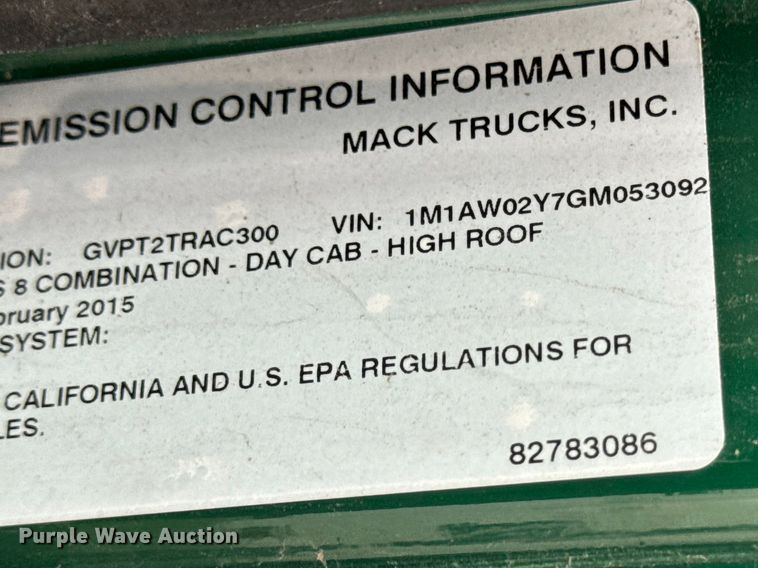 EMISSION CONTROL INFORMATION
MACK TRUCKS, INC.
ION: GVPT2TRAC300 VIN: 1M1AW02Y7GM053092
S 8 COMBINATION - DAY CAB - HIGH ROOF
bruary 2015
SYSTEM:
CALIFORNIA AND U.S. EPA REGULATIONS FOR
LES.
82783086
Purple Wave Auction